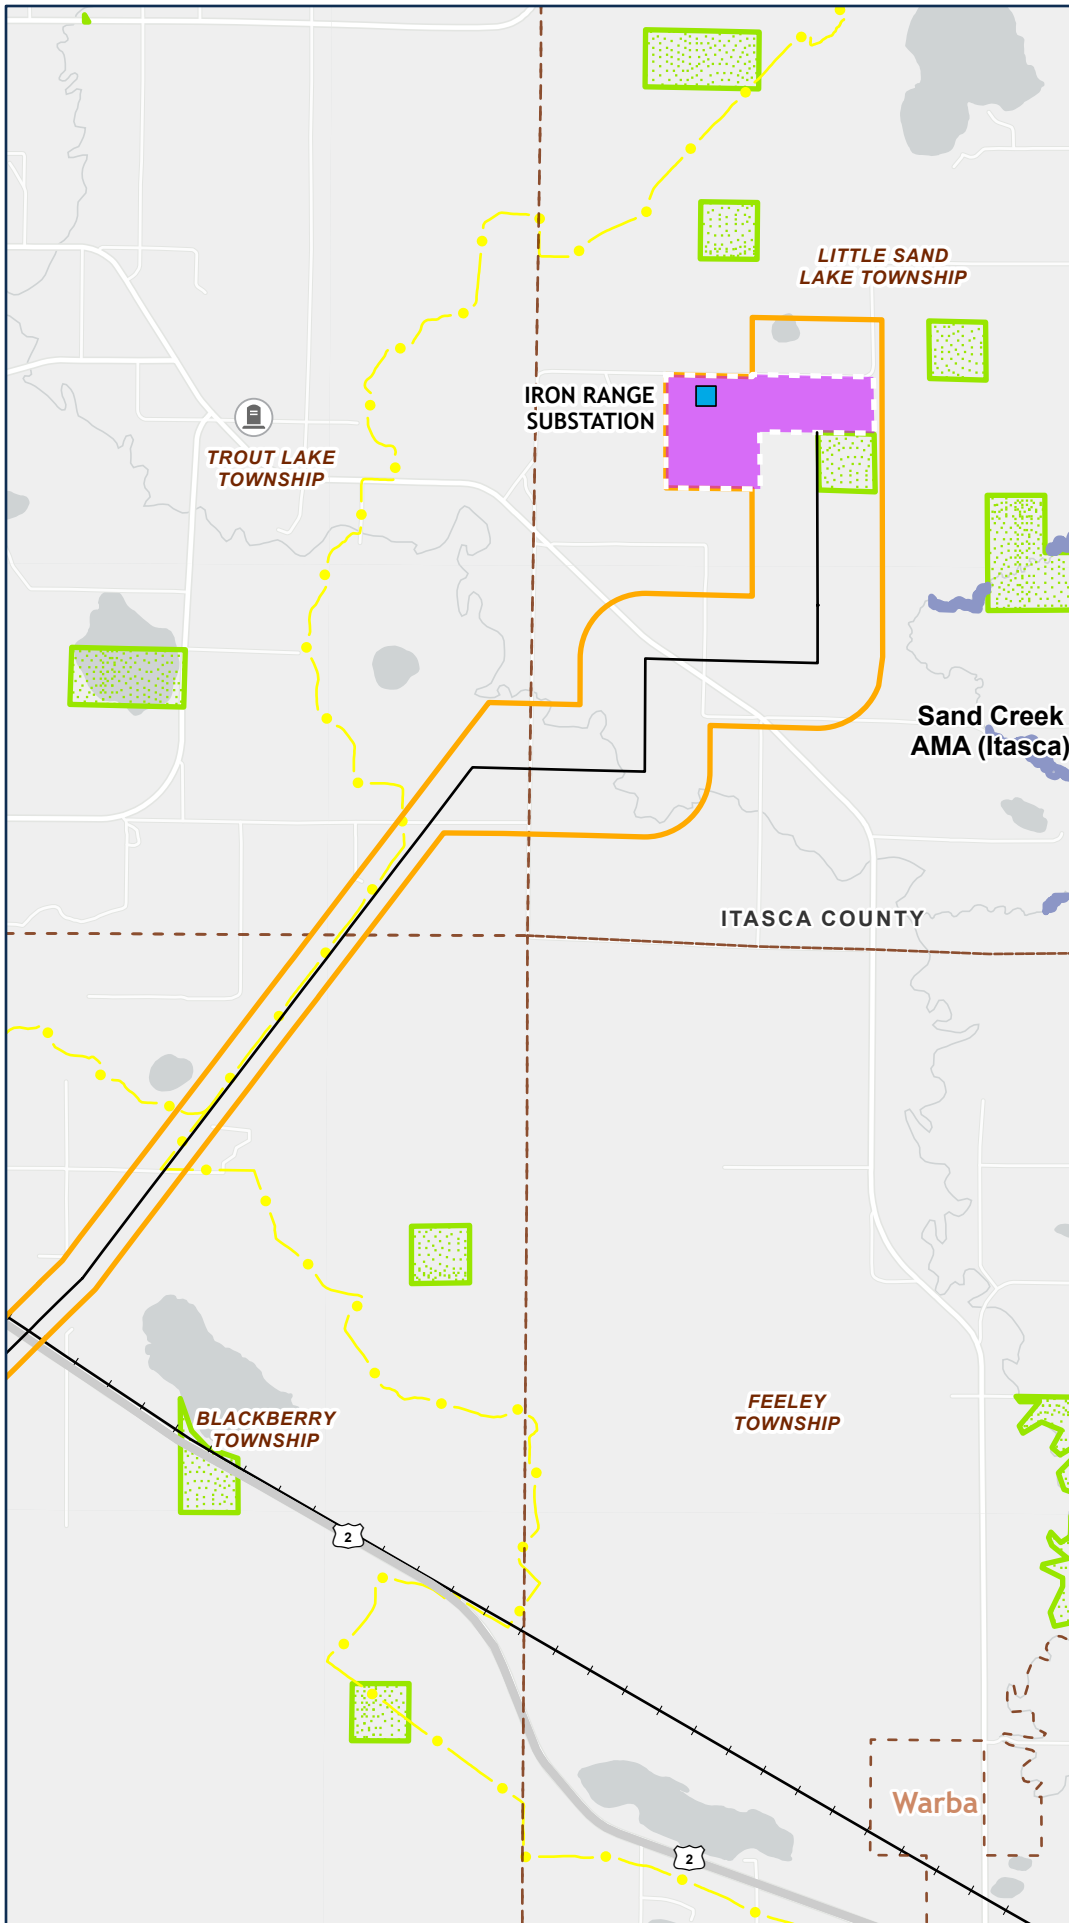 LITTLE SAND
LAKE TOWNSHIP
IRON RANGE
SUBSTATION
TROUT LAKE
TOWNSHIP
Sand Creek
AMA (Itasca)
ITASCA COUNTY
BLACKBERRY
TOWNSHIP
FEELEY
TOWNSHIP
2
Warba
2